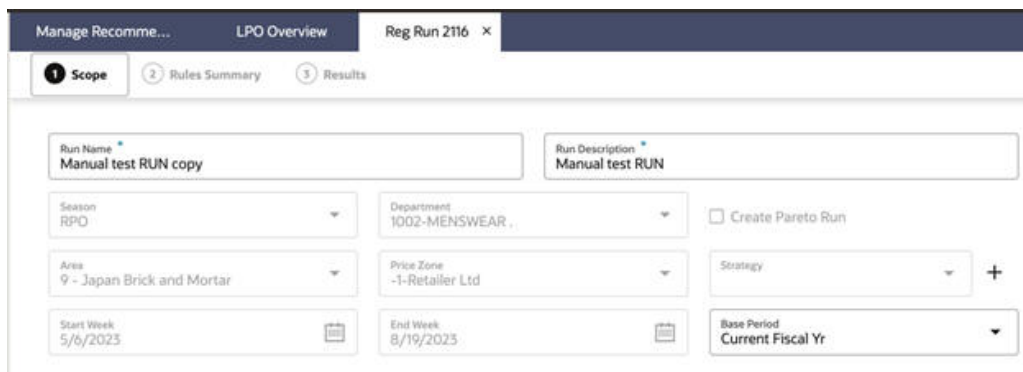 Manage Recomme... LPO Overview Reg Run 2116 ×
1 Scope 2 Rules Summary 3 Results
Run Name * Run Description *
Manual test RUN copy Manual test RUN
Season Department
RPO 1002-MENSWEAR . Create Pareto Run
Area Price Zone Strategy
9 - Japan Brick and Mortar -1-Retailer Ltd +
Start Week End Week Base Period
5/6/2023 8/19/2023 Current Fiscal Yr